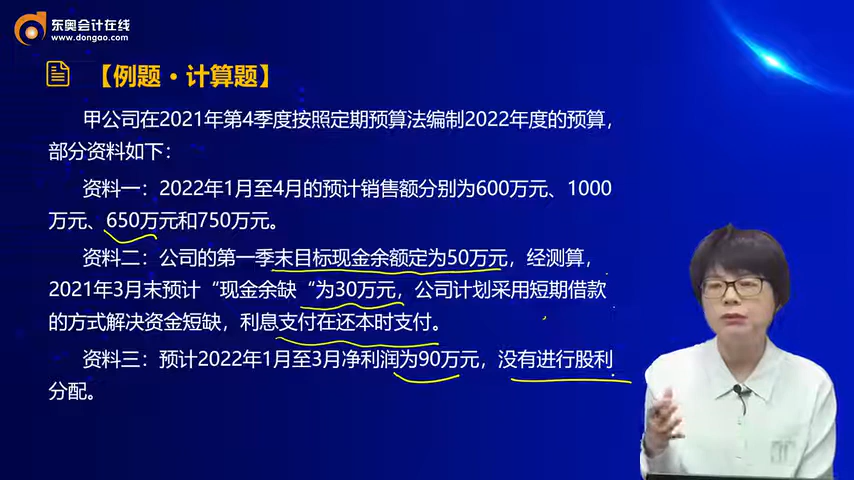 东奥会计在线
www.dongao.com
【例题·计算题】
甲公司在2021年第4季度按照定期预算法编制2022年度的预算，
部分资料如下：
资料一：2022年1月至4月的预计销售额分别为600万元、1000
万元、650万元和750万元。
资料二：公司的第一季末目标现金余额定为50万元，经测算，
2021年3月末预计“现金余缺“为30万元，公司计划采用短期借款
的方式解决资金短缺，利息支付在还本时支付。
资料三：预计2022年1月至3月净利润为90万元，没有进行股利
分配。